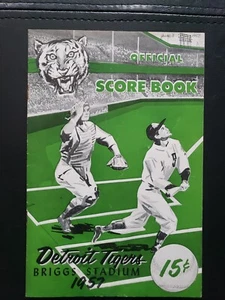 OFFICIAL
SCORE BOOK
Detroit Tigers
BRIGGS STADIUM
1957
15¢